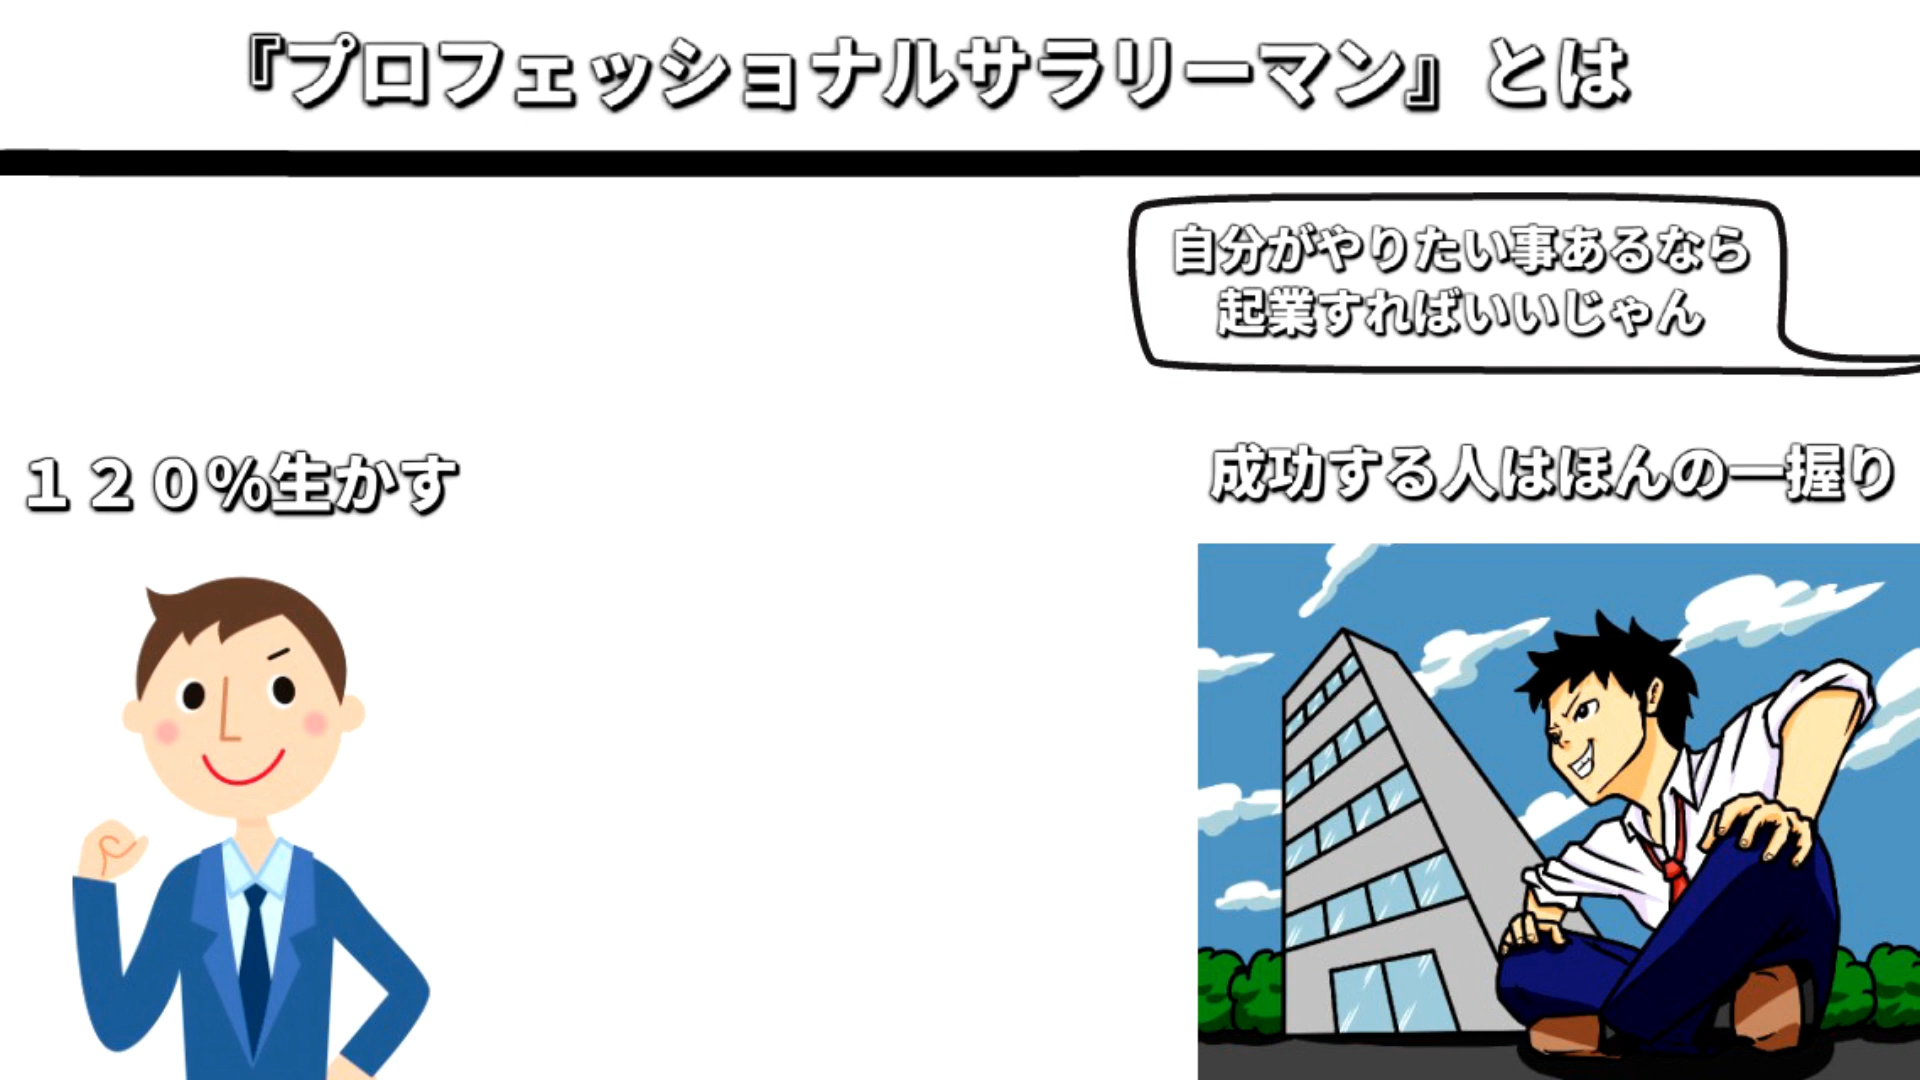 『プロフェッショナルサラリーマン』とは
自分がやりたい事あるなら
起業すればいいじゃん
１２０％生かす
成功する人はほんの一握り